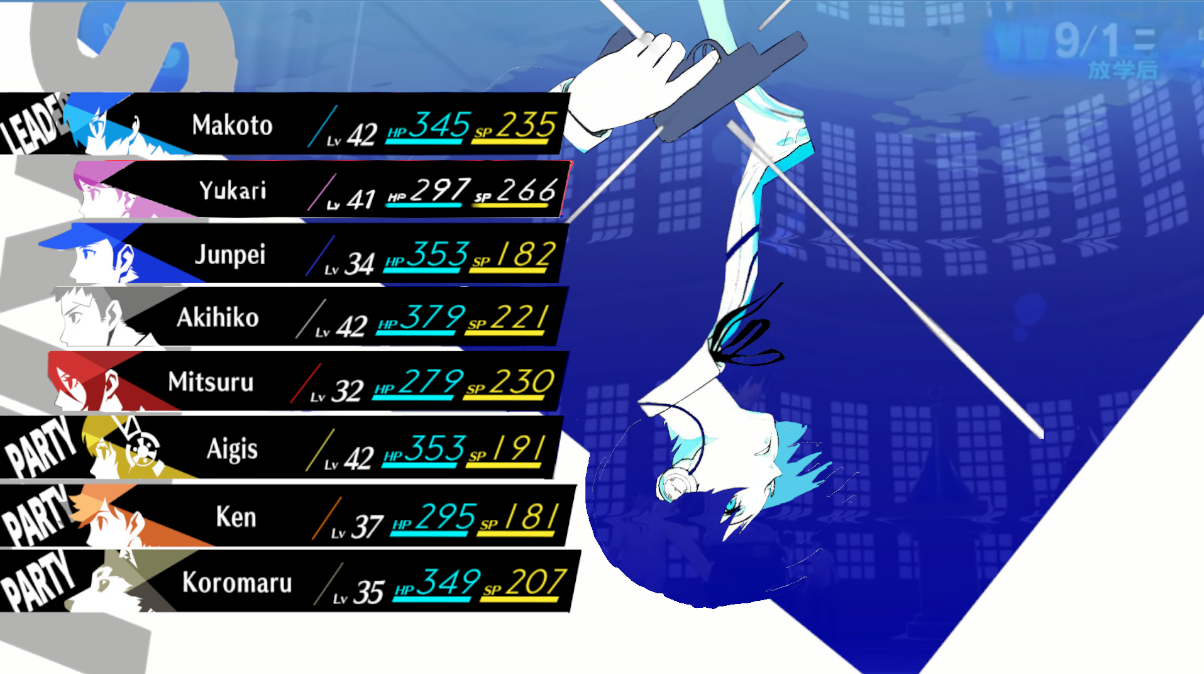 9/1
放学后
LEADER Makoto Lv 42 HP 345 SP 235
Yukari Lv 41 HP 297 SP 266
Junpei Lv 34 HP 353 SP 182
Akihiko Lv 42 HP 379 SP 221
Mitsuru Lv 32 HP 279 SP 230
PARTY Aigis Lv 42 HP 353 SP 191
PARTY Ken Lv 37 HP 295 SP 181
PARTY Koromaru Lv 35 HP 349 SP 207